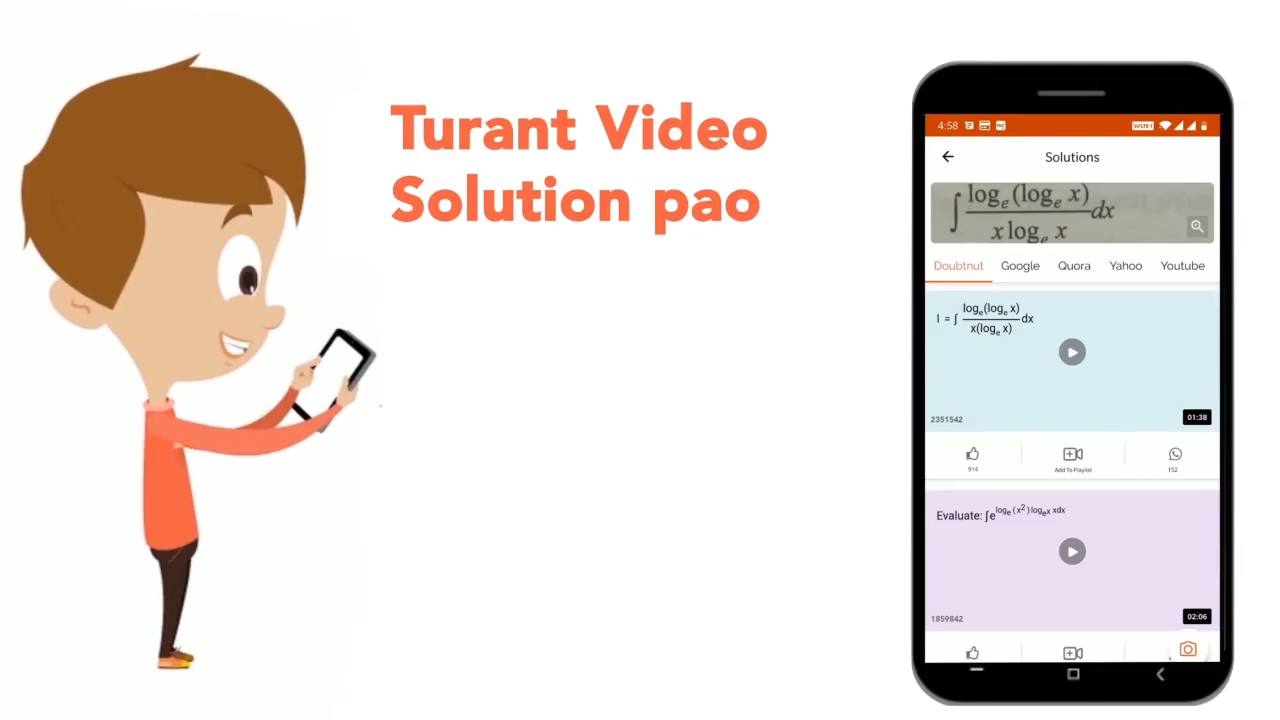 Turant Video
Solution pao
4:58
VoLTE1
Solutions
∫ logₑ(logₑ x) / x logₑ x dx
Doubtnut Google Quora Yahoo Youtube
I = ∫ logₑ(logₑ x) / x(logₑ x) dx
2351542 01:38
914 Add To Playlist 152
Evaluate: ∫e^logₑ(x²)logₑx xdx
1859842 02:06